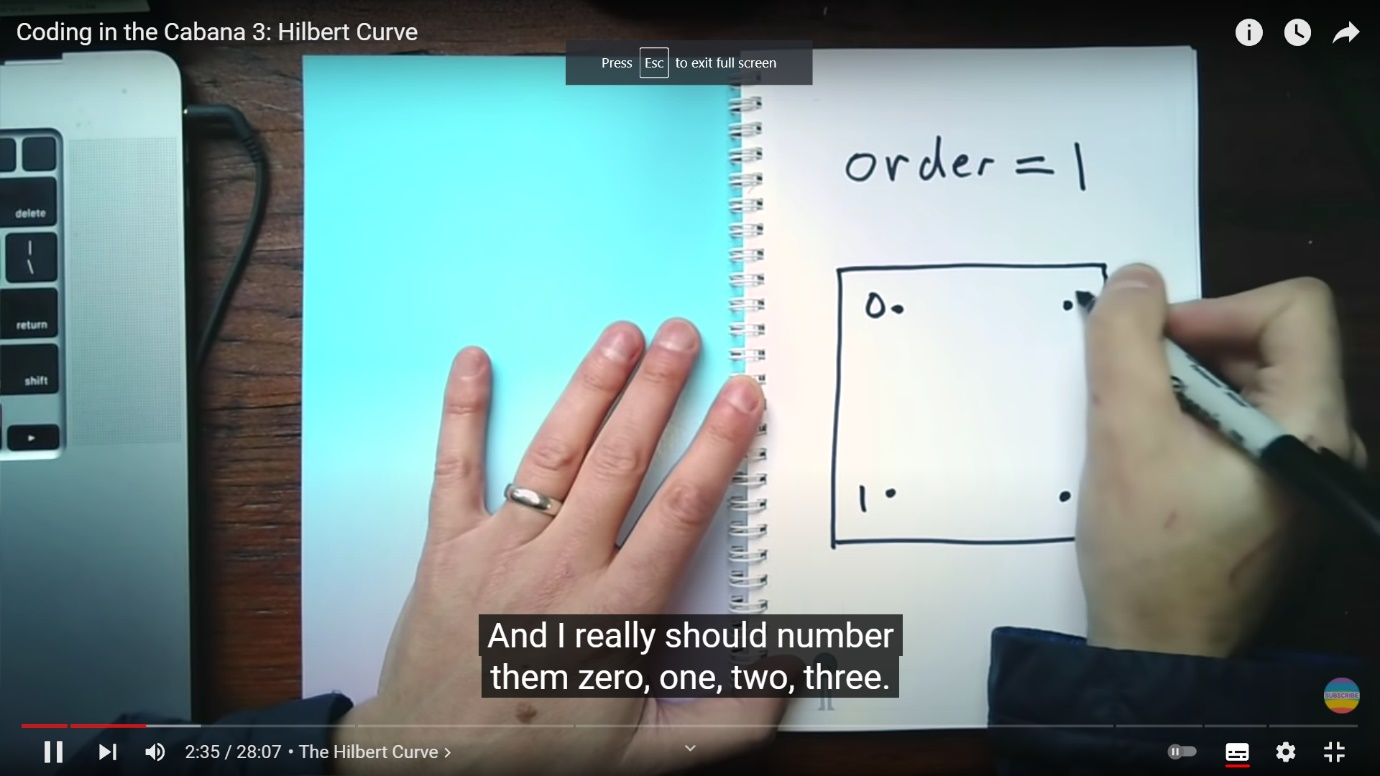 Coding in the Cabana 3: Hilbert Curve
Press Esc to exit full screen
order = 1
0
1
delete
|
\
return
shift
And I really should number
them zero, one, two, three.
SUBSCRIBE
2:35 / 28:07 • The Hilbert Curve >